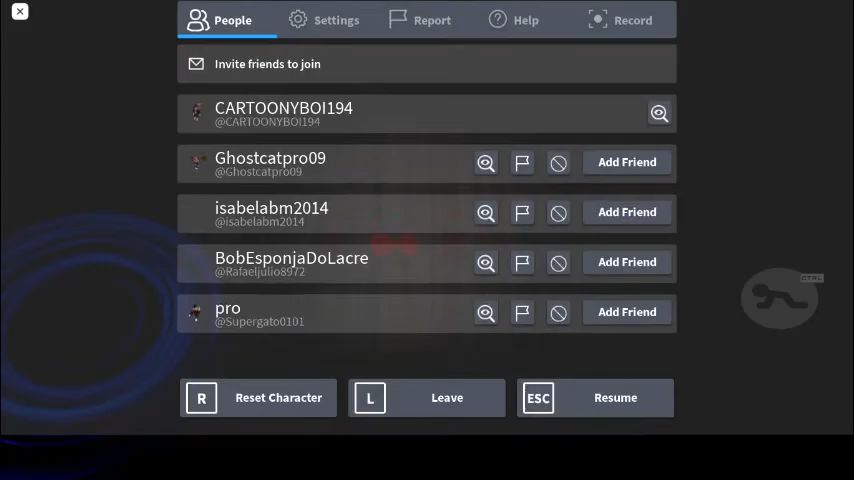 People
Settings
Report
Help
Record
Invite friends to join
CARTOONYBOI194
@CARTOONYBOI194
Ghostcatpro09
@Ghostcatpro09
Add Friend
isabelabm2014
@isabelabm2014
Add Friend
BobEsponjaDoLacre
@Rafaeljulio8972
Add Friend
CTRL
pro
@Supergato0101
Add Friend
R Reset Character
L Leave
ESC Resume